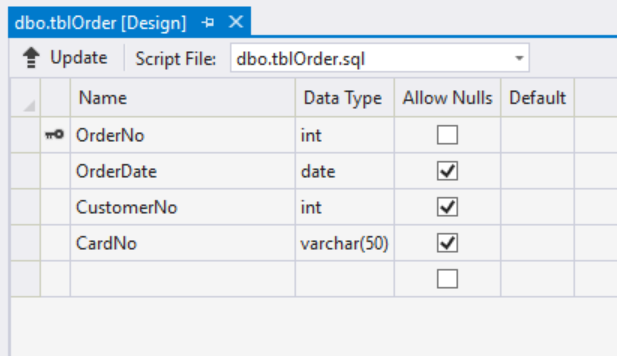 dbo.tblOrder [Design]
Update Script File: dbo.tblOrder.sql
Name Data Type Allow Nulls Default
OrderNo int
OrderDate date
CustomerNo int
CardNo varchar(50)